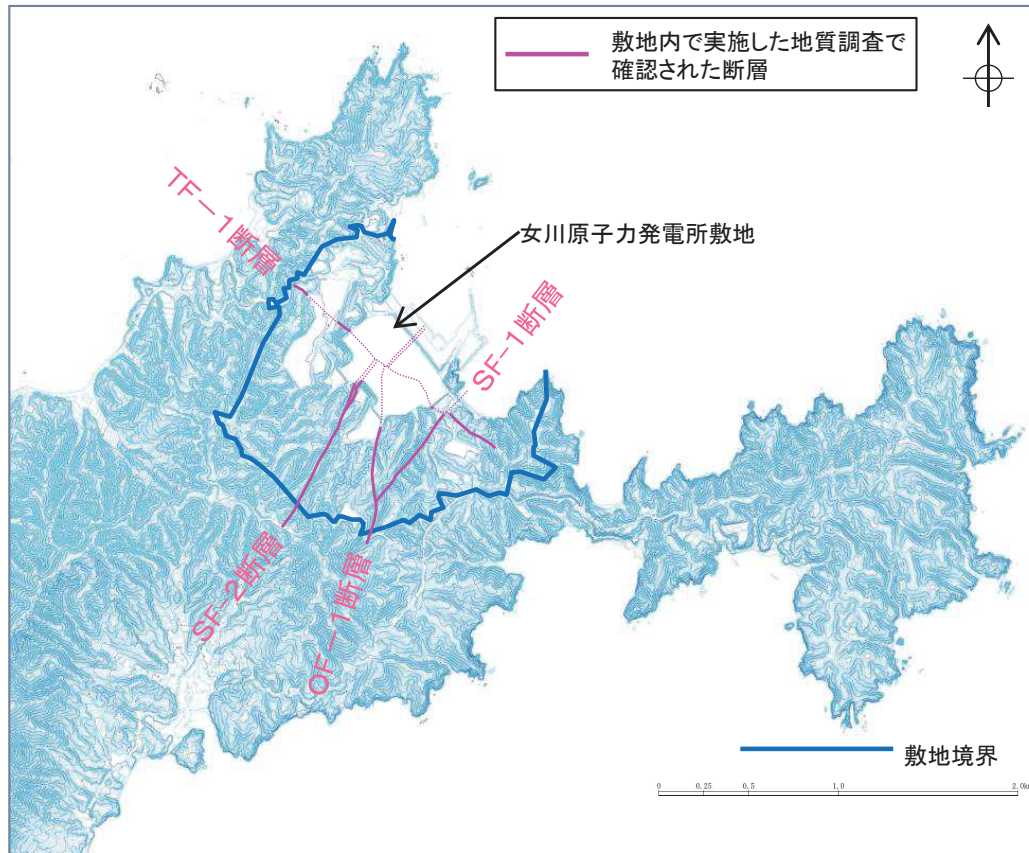 敷地内で実施した地質調査で
確認された断層
TF－1断層
女川原子力発電所敷地
SF-1断層
SF-2断層
OF－1断層
敷地境界
0 0.25 0.5 1.0 2.0km